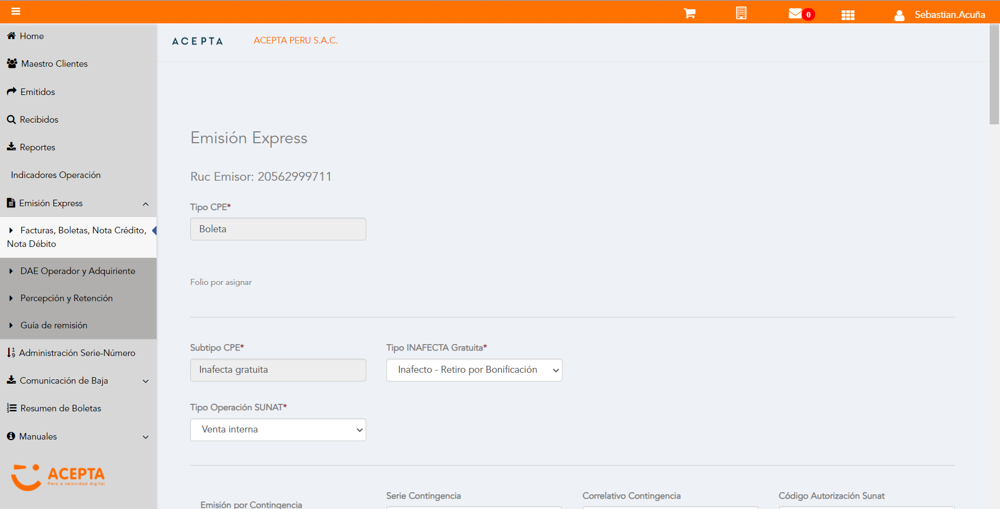 0
Sebastian.Acuña
Home
Maestro Clientes
Emitidos
Recibidos
Reportes
Indicadores Operación
Emisión Express
Facturas, Boletas, Nota Crédito,
Nota Débito
DAE Operador y Adquiriente
Percepción y Retención
Guía de remisión
Administración Serie-Número
Comunicación de Baja
Resumen de Boletas
Manuales
ACEPTA
Perú a velocidad digital
ACEPTA
ACEPTA PERU S.A.C.
Emisión Express
Ruc Emisor: 20562999711
Tipo CPE*
Boleta
Folio por asignar
Subtipo CPE*
Tipo INAFECTA Gratuita*
Inafecta gratuita
Inafecto - Retiro por Bonificación
Tipo Operación SUNAT*
Venta interna
Emisión por Contingencia
Serie Contingencia
Correlativo Contingencia
Código Autorización Sunat